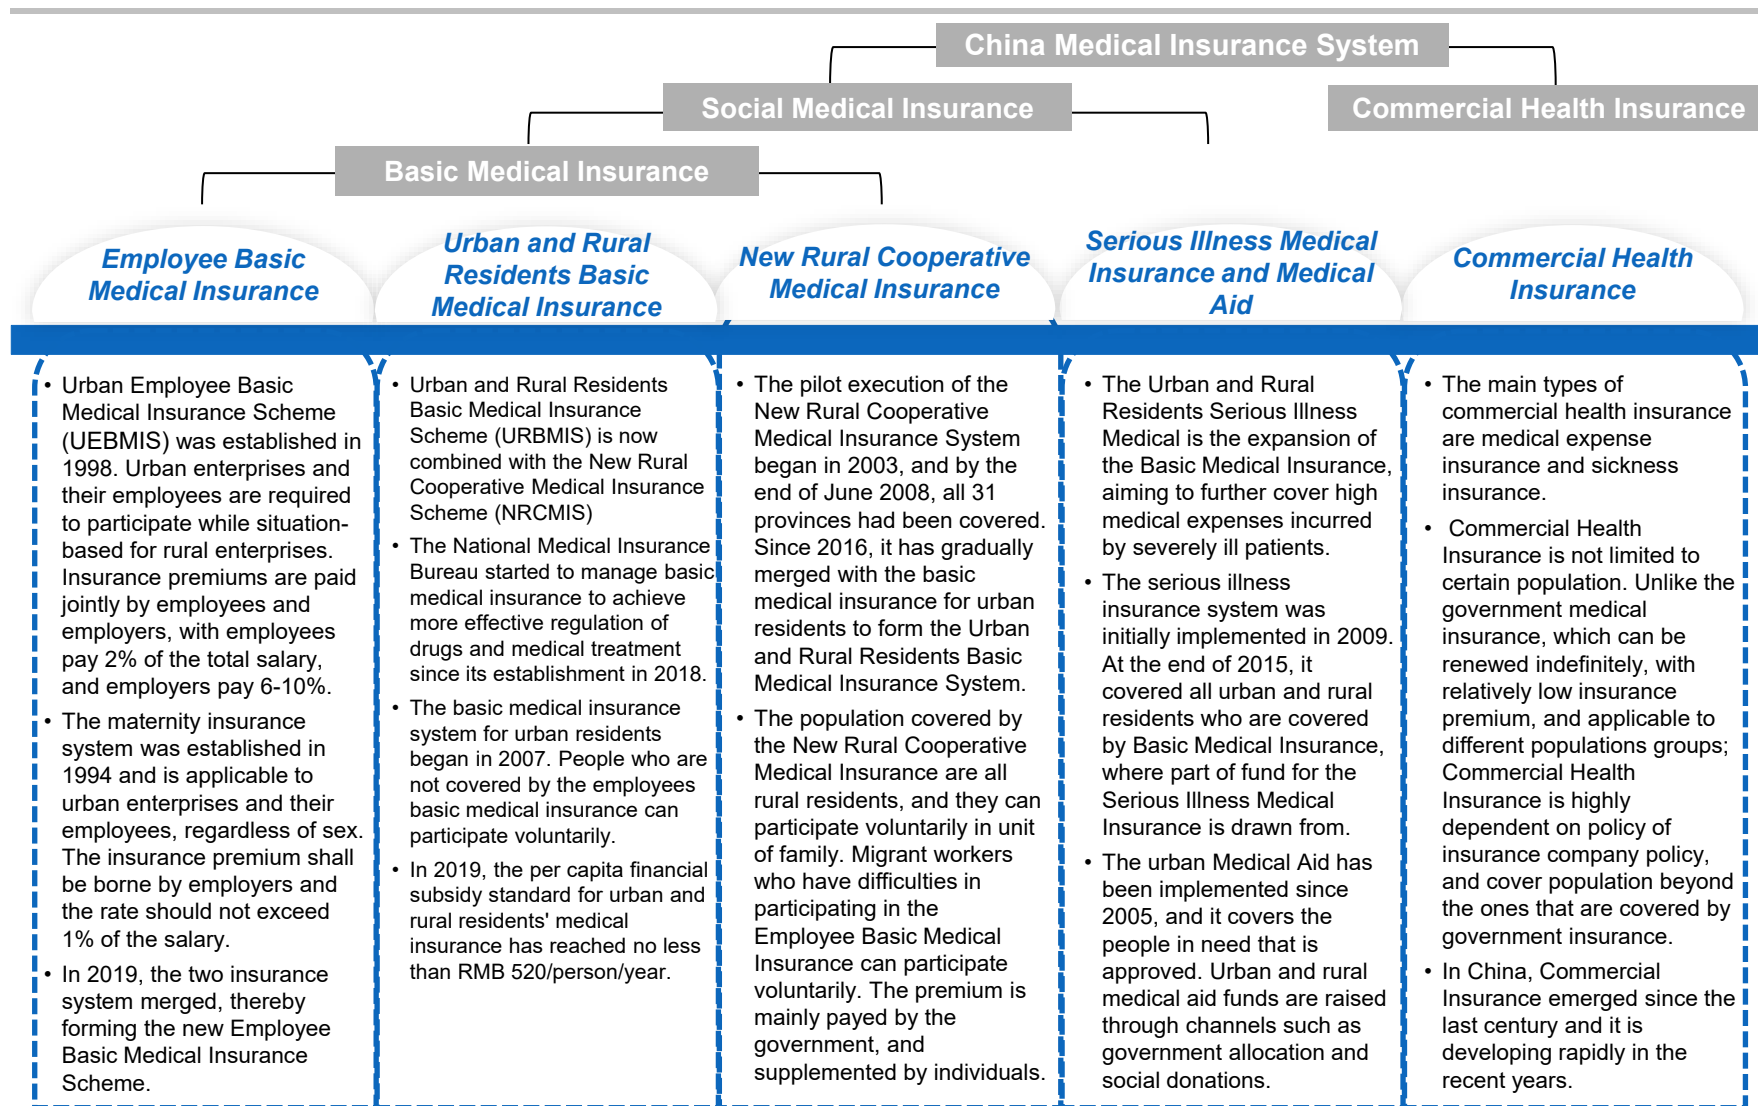 China Medical Insurance System
Social Medical Insurance
Commercial Health Insurance
Basic Medical Insurance
Employee Basic
Medical Insurance
Urban and Rural
Residents Basic
Medical Insurance
New Rural Cooperative
Medical Insurance
Serious Illness Medical
Insurance and Medical
Aid
Commercial Health
Insurance
• Urban Employee Basic
Medical Insurance Scheme
(UEBMIS) was established in
1998. Urban enterprises and
their employees are required
to participate while situation-
based for rural enterprises.
Insurance premiums are paid
jointly by employees and
employers, with employees
pay 2% of the total salary,
and employers pay 6-10%.
• The maternity insurance
system was established in
1994 and is applicable to
urban enterprises and their
employees, regardless of sex.
The insurance premium shall
be borne by employers and
the rate should not exceed
1% of the salary.
• In 2019, the two insurance
system merged, thereby
forming the new Employee
Basic Medical Insurance
Scheme.
• Urban and Rural Residents
Basic Medical Insurance
Scheme (URBMIS) is now
combined with the New Rural
Cooperative Medical Insurance
Scheme (NRCMIS)
• The National Medical Insurance
Bureau started to manage basic
medical insurance to achieve
more effective regulation of
drugs and medical treatment
since its establishment in 2018.
• The basic medical insurance
system for urban residents
began in 2007. People who are
not covered by the employees
basic medical insurance can
participate voluntarily.
• In 2019, the per capita financial
subsidy standard for urban and
rural residents' medical
insurance has reached no less
than RMB 520/person/year.
• The pilot execution of the
New Rural Cooperative
Medical Insurance System
began in 2003, and by the
end of June 2008, all 31
provinces had been covered.
Since 2016, it has gradually
merged with the basic
medical insurance for urban
residents to form the Urban
and Rural Residents Basic
Medical Insurance System.
• The population covered by
the New Rural Cooperative
Medical Insurance are all
rural residents, and they can
participate voluntarily in unit
of family. Migrant workers
who have difficulties in
participating in the
Employee Basic Medical
Insurance can participate
voluntarily. The premium is
mainly payed by the
government, and
supplemented by individuals.
• The Urban and Rural
Residents Serious Illness
Medical is the expansion of
the Basic Medical Insurance,
aiming to further cover high
medical expenses incurred
by severely ill patients.
• The serious illness
insurance system was
initially implemented in 2009.
At the end of 2015, it
covered all urban and rural
residents who are covered
by Basic Medical Insurance,
where part of fund for the
Serious Illness Medical
Insurance is drawn from.
• The urban Medical Aid has
been implemented since
2005, and it covers the
people in need that is
approved. Urban and rural
medical aid funds are raised
through channels such as
government allocation and
social donations.
• The main types of
commercial health insurance
are medical expense
insurance and sickness
insurance.
• Commercial Health
Insurance is not limited to
certain population. Unlike the
government medical
insurance, which can be
renewed indefinitely, with
relatively low insurance
premium, and applicable to
different populations groups;
Commercial Health
Insurance is highly
dependent on policy of
insurance company policy,
and cover population beyond
the ones that are covered by
government insurance.
• In China, Commercial
Insurance emerged since the
last century and it is
developing rapidly in the
recent years.